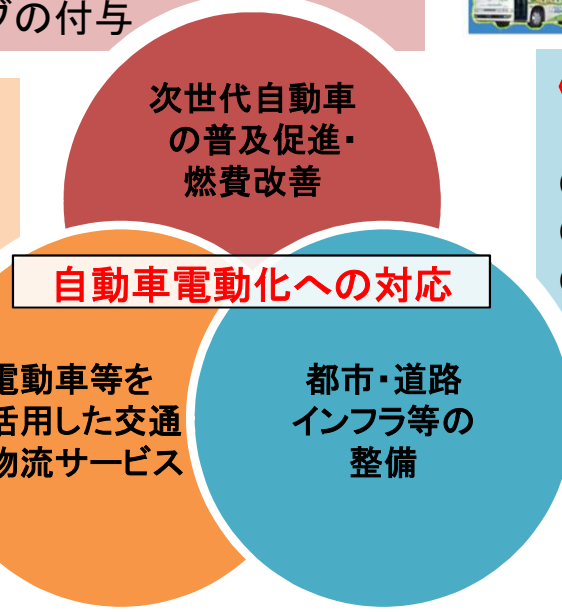 ブの付与
次世代自動車
の普及促進・
燃費改善
自動車電動化への対応
電動車等を
活用した交通
物流サービス
都市・道路
インフラ等の
整備